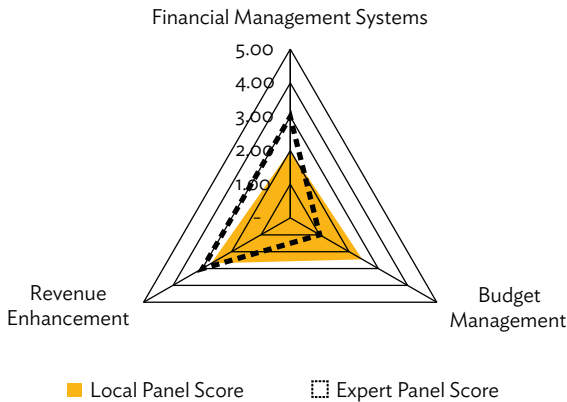 Financial Management Systems
5.00
4.00
3.00
2.00
1.00
–
Revenue
Enhancement
Budget
Management
Local Panel Score
Expert Panel Score